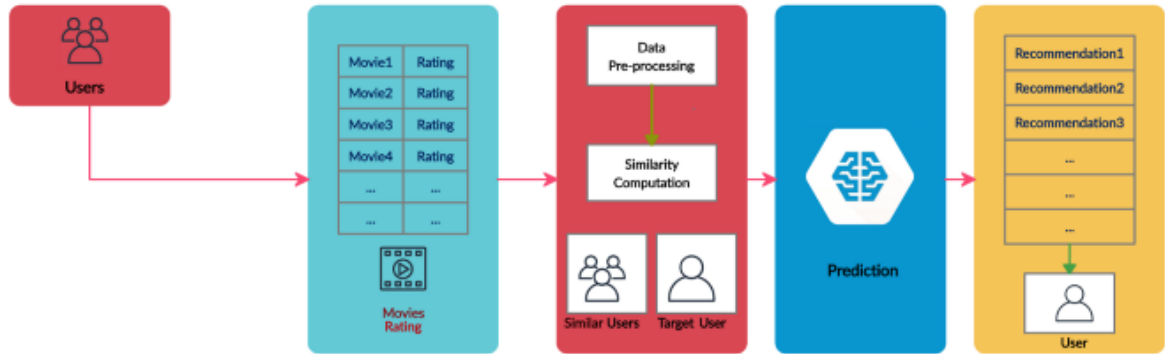 Users
Movie1 Rating
Movie2 Rating
Movie3 Rating
Movie4 Rating
... ...
... ...
Movies
Rating
Data
Pre-processing
Similarity
Computation
Similar Users
Target User
Prediction
Recommendation1
Recommendation2
Recommendation3
...
...
...
User